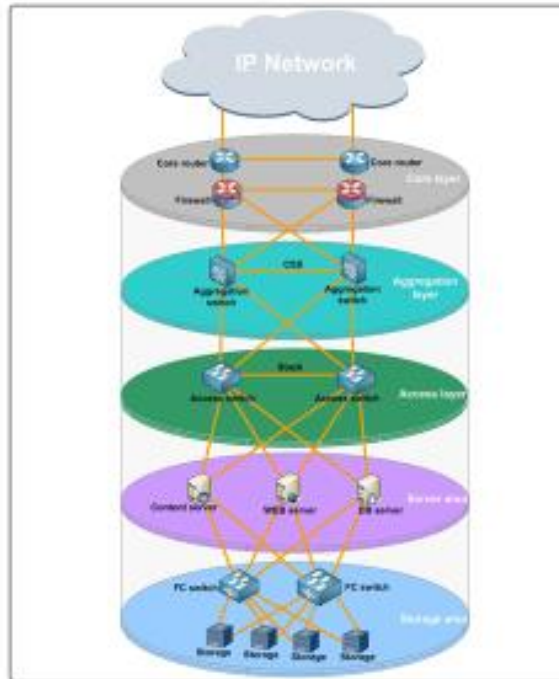 IP Network
Core router
Core router
Core layer
Firewall
Firewall
CSS
Aggregation
switch
Aggregation
switch
Aggregation
layer
Stack
Access switch
Access switch
Access layer
Content server
WEB server
DB server
Server area
FC switch
FC switch
Storage area
Storage
Storage
Storage
Storage